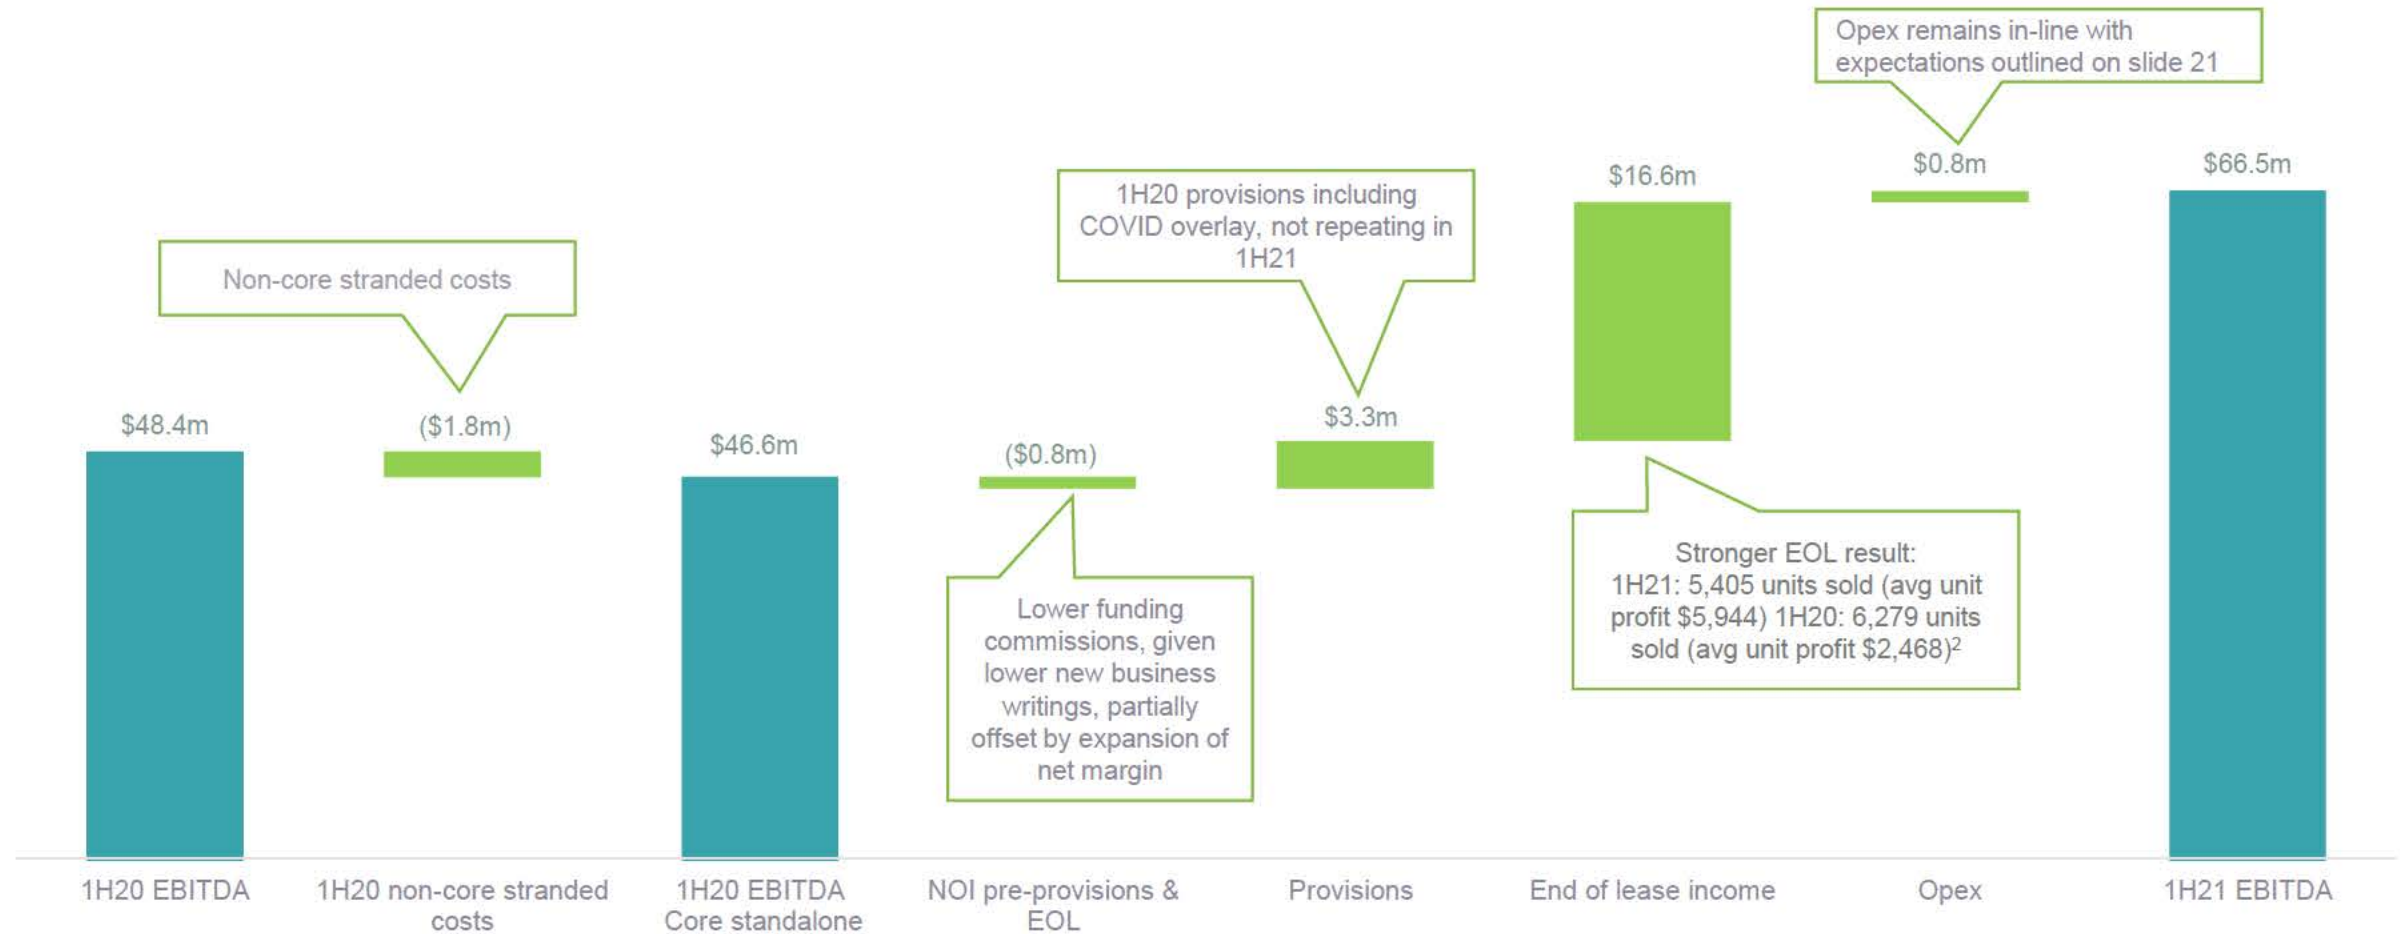 Opex remains in-line with
expectations outlined on slide 21
$16.6m
$0.8m
$66.5m
1H20 provisions including
COVID overlay, not repeating in
1H21
Non-core stranded costs
$48.4m
($1.8m)
$46.6m
($0.8m)
$3.3m
Stronger EOL result:
1H21: 5,405 units sold (avg unit
profit $5,944) 1H20: 6,279 units
sold (avg unit profit $2,468)²
Lower funding
commissions, given
lower new business
writings, partially
offset by expansion of
net margin
1H20 EBITDA
1H20 non-core stranded
costs
1H20 EBITDA
Core standalone
NOI pre-provisions &
EOL
Provisions
End of lease income
Opex
1H21 EBITDA